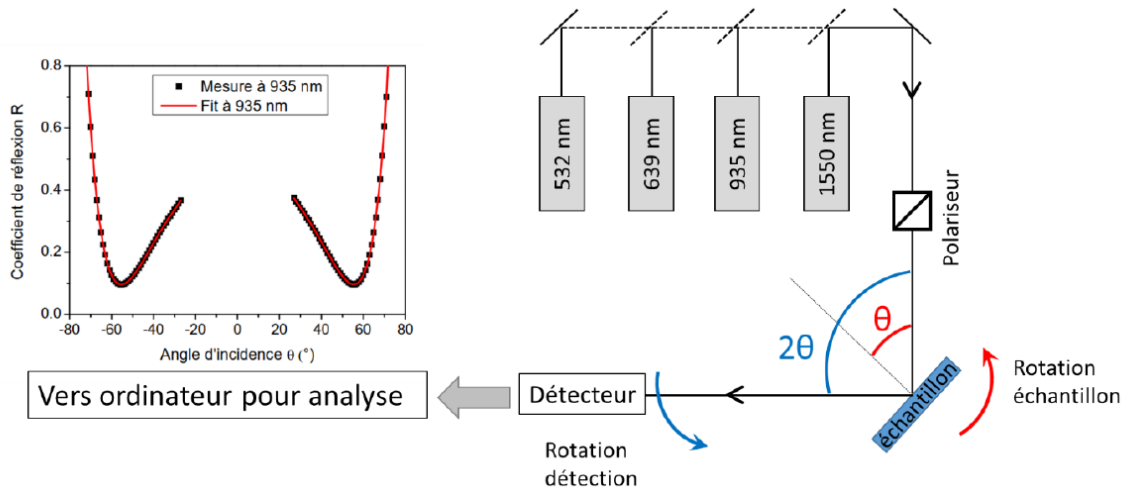 0.8
0.6
0.4
0.2
0.0
-80
-60
-40
-20
0
20
40
60
80
Coefficient de réflexion R
Angle d'incidence θ (°)
Mesure à 935 nm
Fit à 935 nm
532 nm
639 nm
935 nm
1550 nm
Polariseur
θ
2θ
échantillon
Rotation
échantillon
Détecteur
Rotation
détection
Vers ordinateur pour analyse